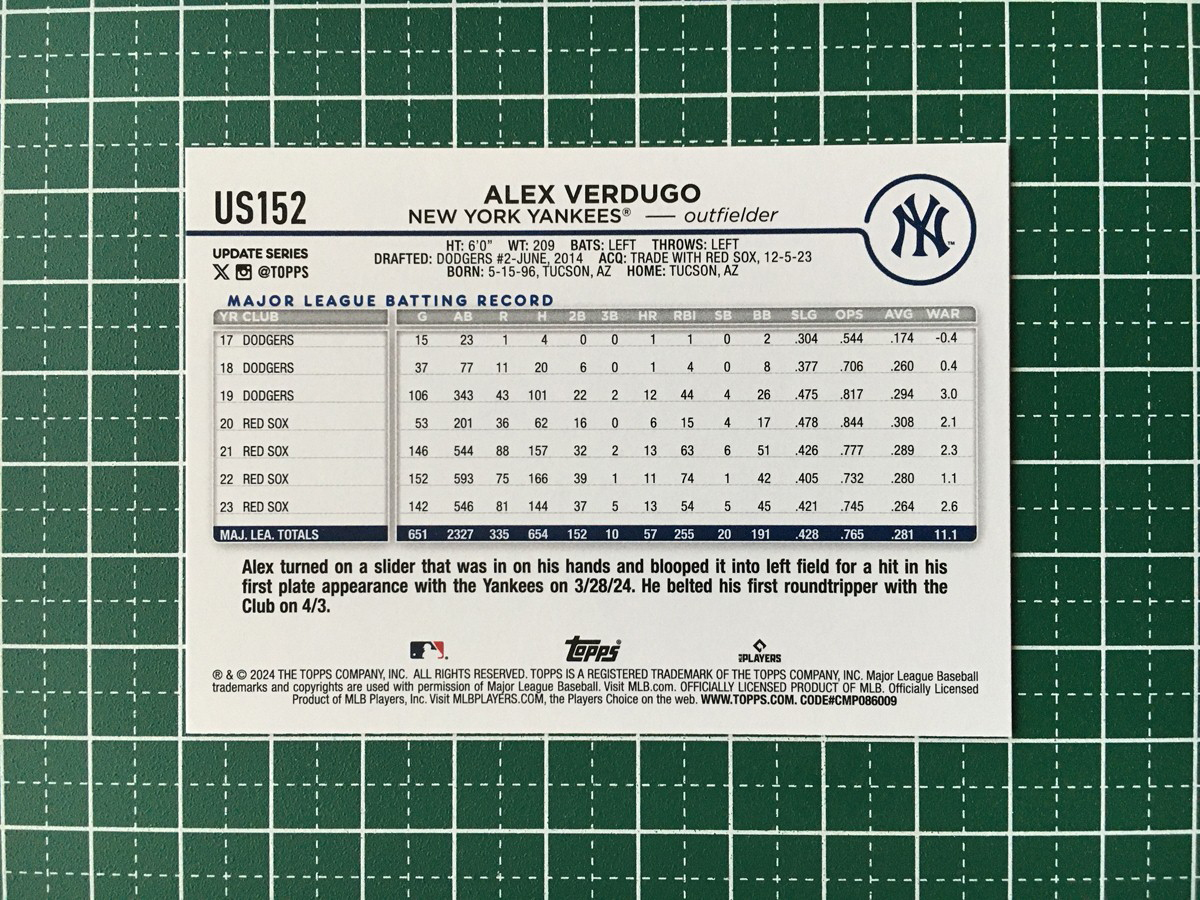 US152
ALEX VERDUGO
NEW YORK YANKEES® — outfielder
NY™
UPDATE SERIES
X @TOPPS
HT: 6'0" WT: 209 BATS: LEFT THROWS: LEFT
DRAFTED: DODGERS #2-JUNE, 2014 ACQ: TRADE WITH RED SOX, 12-5-23
BORN: 5-15-96, TUCSON, AZ HOME: TUCSON, AZ
MAJOR LEAGUE BATTING RECORD
YR CLUB G AB R H 2B 3B HR RBI SB BB SLG OPS AVG WAR
17 DODGERS 15 23 1 4 0 0 1 1 0 2 .304 .544 .174 -0.4
18 DODGERS 37 77 11 20 6 0 1 4 0 8 .377 .706 .260 0.4
19 DODGERS 106 343 43 101 22 2 12 44 4 26 .475 .817 .294 3.0
20 RED SOX 53 201 36 62 16 0 6 15 4 17 .478 .844 .308 2.1
21 RED SOX 146 544 88 157 32 2 13 63 6 51 .426 .777 .289 2.3
22 RED SOX 152 593 75 166 39 1 11 74 1 42 .405 .732 .280 1.1
23 RED SOX 142 546 81 144 37 5 13 54 5 45 .421 .745 .264 2.6
MAJ. LEA. TOTALS 651 2327 335 654 152 10 57 255 20 191 .428 .765 .281 11.1
Alex turned on a slider that was in on his hands and blooped it into left field for a hit in his
first plate appearance with the Yankees on 3/28/24. He belted his first roundtripper with the
Club on 4/3.
topps® PLAYERS
® & © 2024 THE TOPPS COMPANY, INC. ALL RIGHTS RESERVED. TOPPS IS A REGISTERED TRADEMARK OF THE TOPPS COMPANY, INC. Major League Baseball
trademarks and copyrights are used with permission of Major League Baseball. Visit MLB.com. OFFICIALLY LICENSED PRODUCT OF MLB. Officially Licensed
Product of MLB Players, Inc. Visit MLBPLAYERS.COM, the Players Choice on the web. WWW.TOPPS.COM. CODE#CMP086009